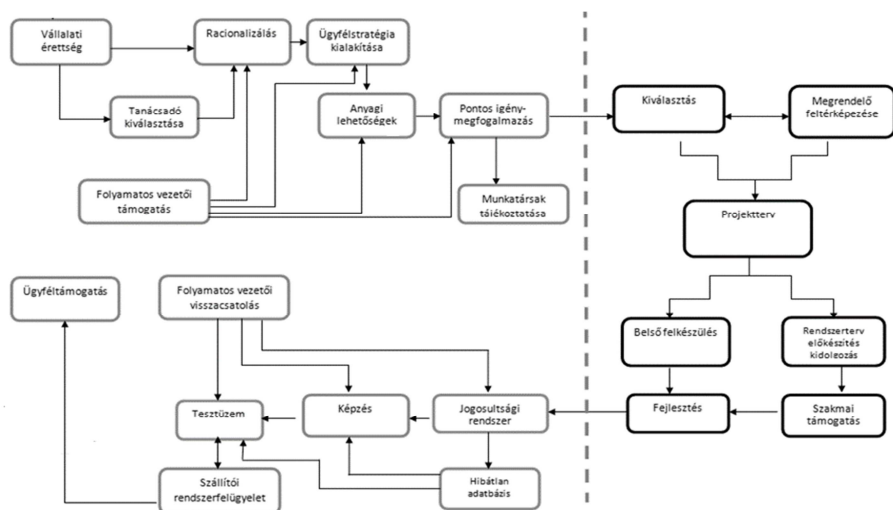 Vállalati
érettség
Racionalizálás
Ügyfélstratégia
kialakítása
Tanácsadó
kiválasztása
Anyagi
lehetőségek
Pontos igény-
megfogalmazás
Folyamatos vezetői
támogatás
Munkatársak
tájékoztatása
Kiválasztás
Megrendelő
feltérképezése
Projektterv
Belső felkészülés
Rendszerterv
előkészítés
kidolgozás
Fejlesztés
Szakmai
támogatás
Ügyféltámogatás
Folyamatos vezetői
visszacsatolás
Tesztüzem
Képzés
Jogosultsági
rendszer
Szállítói
rendszerfelügyelet
Hibátlan
adatbázis